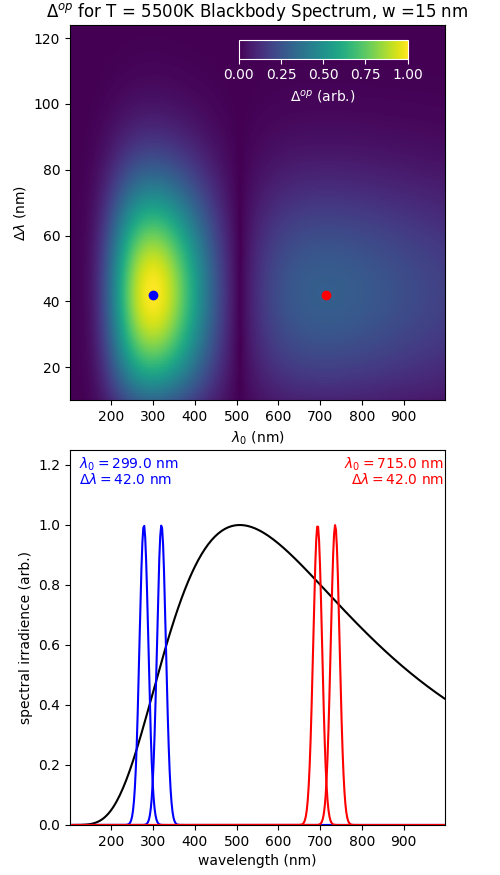 Δ^op for T = 5500K Blackbody Spectrum, w =15 nm
120
100
80
60
40
20
Δλ (nm)
0.00 0.25 0.50 0.75 1.00
Δ^op (arb.)
200 300 400 500 600 700 800 900
λ₀ (nm)
λ₀ = 299.0 nm
Δλ = 42.0 nm
λ₀ = 715.0 nm
Δλ = 42.0 nm
1.2
1.0
0.8
0.6
0.4
0.2
0.0
spectral irradience (arb.)
200 300 400 500 600 700 800 900
wavelength (nm)